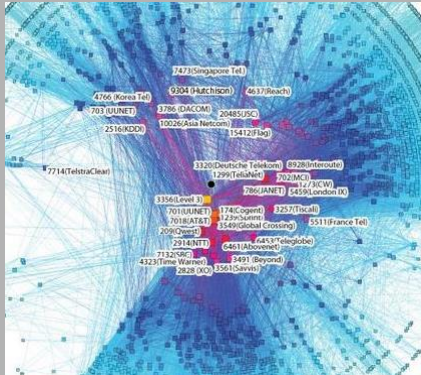 7473(Singapore Tel.)
9304 (Hutchison)
4637(Reach)
4766 (Korea Tel)
703 (UUNET)
3786 (DACOM)
20485(JSC)
2516(KDDI)
10026(Asia Netcom)
15412(Flag)
7714(TelstraClear)
3320(Deutsche Telekom)
8928(Interoute)
1299(TeliaNet)
702(MCI)
1273(CW)
786(JANET)
5459(London IX)
3356(Level 3)
701(UUNET)
174(Cogent)
3257(Tiscali)
7018(AT&T)
1239(Sprint)
5511(France Tel)
3549(Global Crossing)
209(Qwest)
6453(Teleglobe)
2914(NTT)
6461(Abovenet)
7132(SBC)
4323(Time Warner)
3491 (Beyond)
2828 (XO)
3561(Savvis)